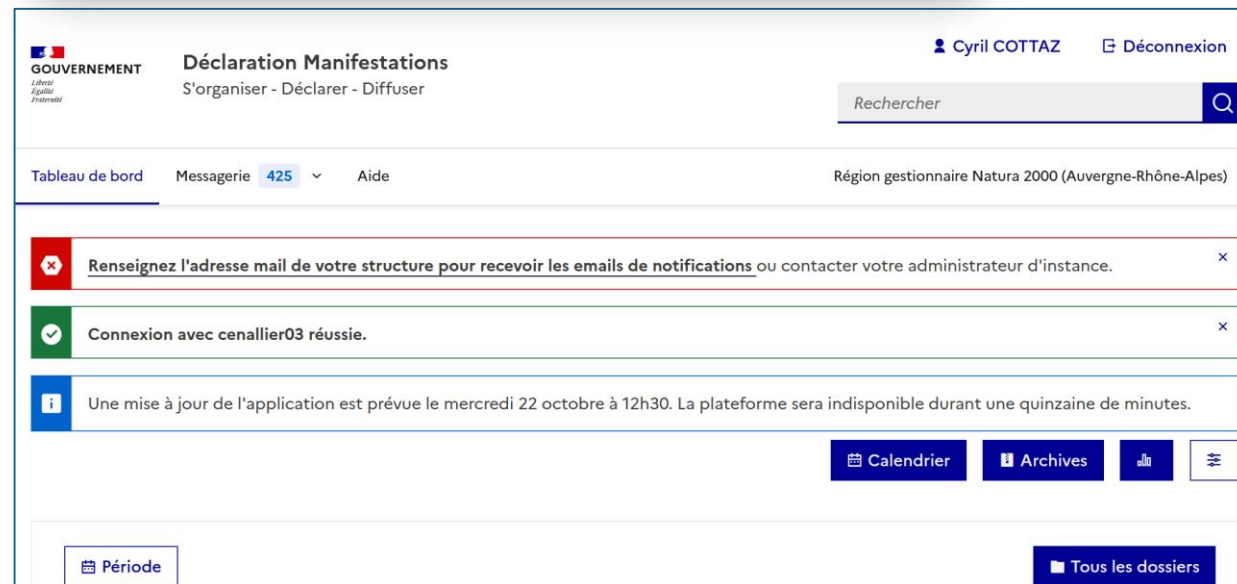 GOUVERNEMENT
Liberté
Égalité
Fraternité
Déclaration Manifestations
S'organiser - Déclarer - Diffuser
Cyril COTTAZ Déconnexion
Rechercher
Tableau de bord Messagerie 425 Aide Région gestionnaire Natura 2000 (Auvergne-Rhône-Alpes)
Renseignez l'adresse mail de votre structure pour recevoir les emails de notifications ou contacter votre administrateur d'instance.
Connexion avec cenallier03 réussie.
Une mise à jour de l'application est prévue le mercredi 22 octobre à 12h30. La plateforme sera indisponible durant une quinzaine de minutes.
Calendrier Archives
Période Tous les dossiers